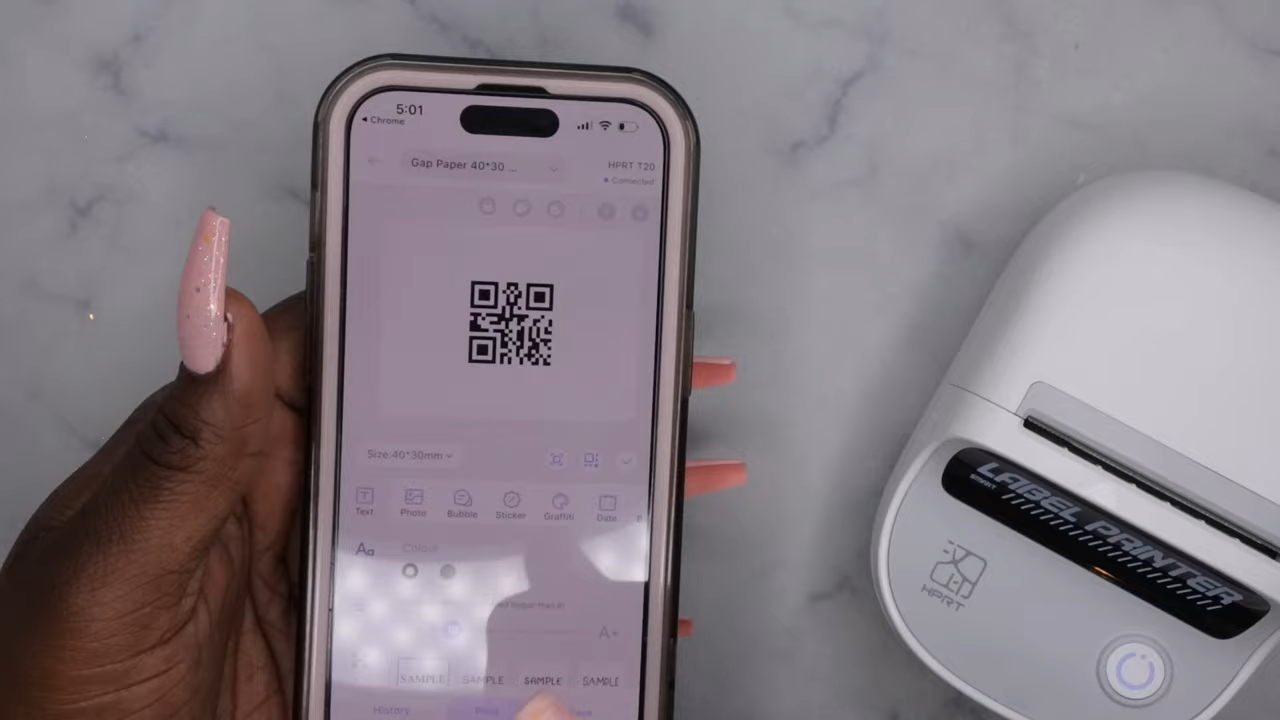 5:01
◄ Chrome
Gap Paper 40*30 ...
HPRT T20
Connected
Size:40*30mm
Text
Photo
Bubble
Sticker
Graffiti
Date
Aa
Colour
A+
SAMPLE
SAMPLE
SAMPLE
SAMPLE
History
Print
SMART
LABEL PRINTER
HPRT